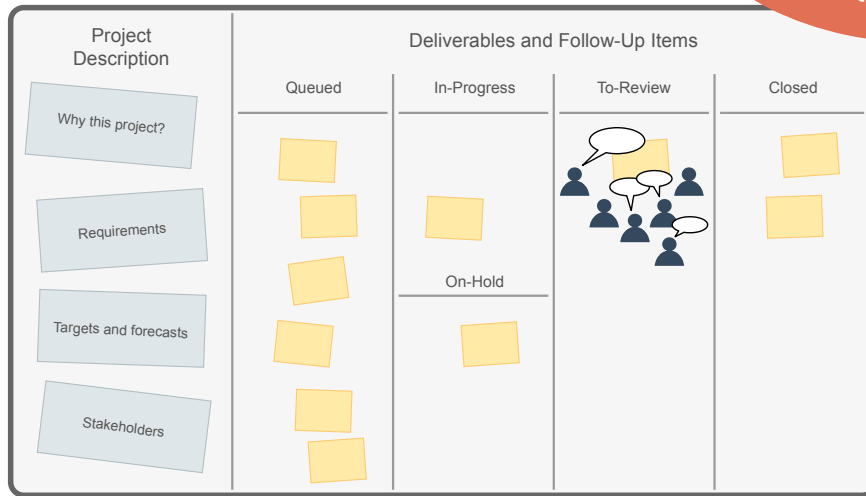 Project
Description
Deliverables and Follow-Up Items
Queued
In-Progress
To-Review
Closed
Why this project?
Requirements
On-Hold
Targets and forecasts
Stakeholders